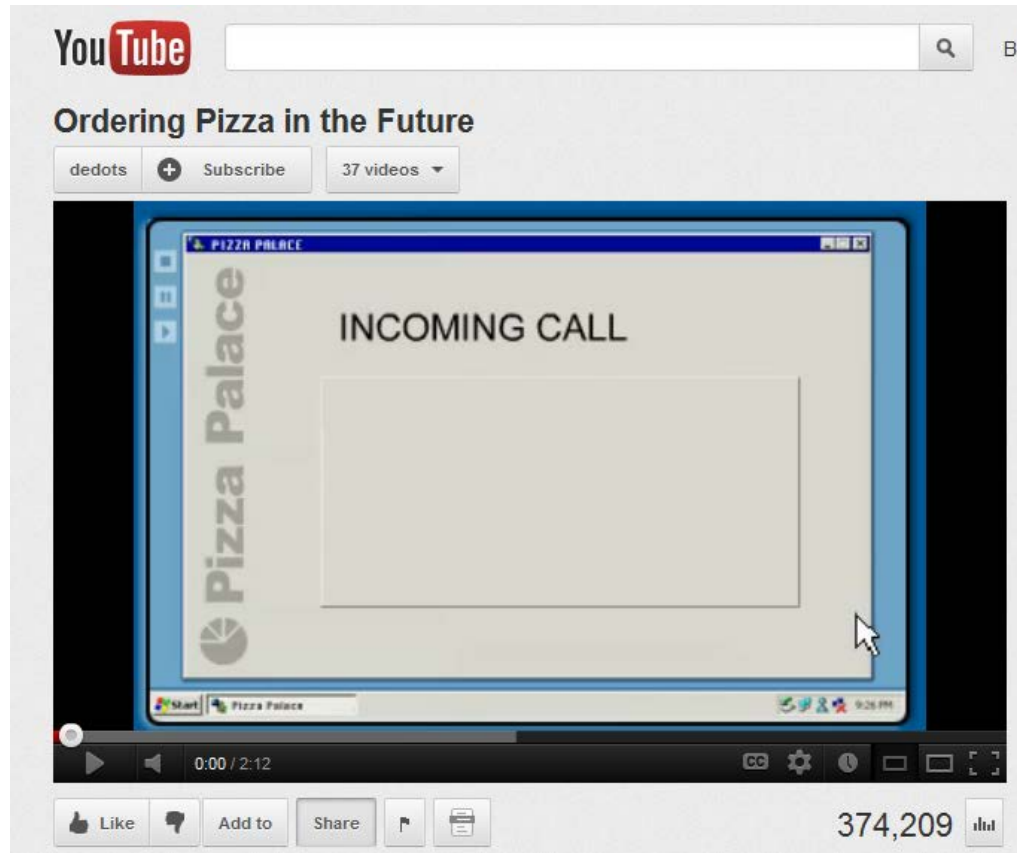 YouTube
B
Ordering Pizza in the Future
dedots Subscribe 37 videos
PIZZA PALACE
Pizza Palace
INCOMING CALL
Start Pizza Palace 9:26 PM
0:00 / 2:12 CC
Like Add to Share 374,209